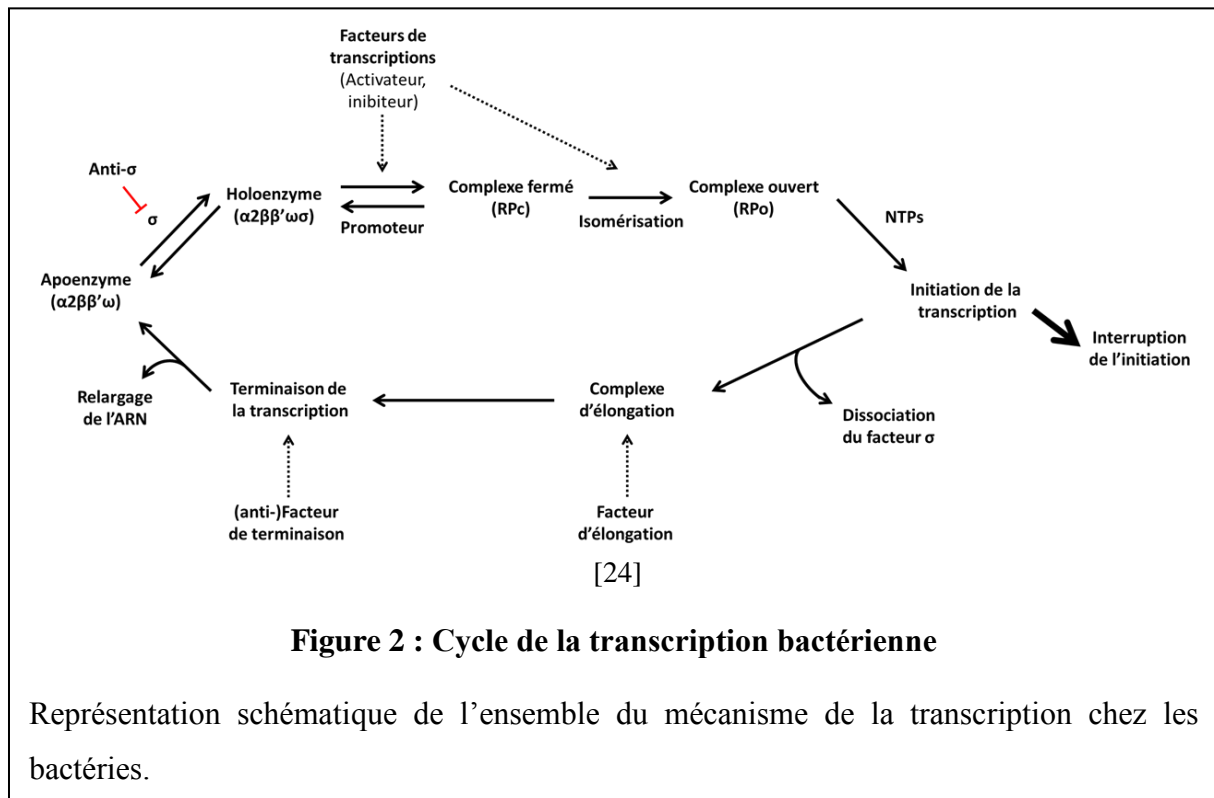 Facteurs de
transcriptions
(Activateur,
inibiteur)
Anti-σ
σ
Holoenzyme
(α2ββ’ωσ)
Promoteur
Complexe fermé
(RPc)
Isomérisation
Complexe ouvert
(RPo)
NTPs
Apoenzyme
(α2ββ’ω)
Initiation de la
transcription
Interruption
de l’initiation
Relargage
de l’ARN
Terminaison de
la transcription
Complexe
d’élongation
Dissociation
du facteur σ
(anti-)Facteur
de terminaison
Facteur
d’élongation
[24]
Figure 2 : Cycle de la transcription bactérienne
Représentation schématique de l’ensemble du mécanisme de la transcription chez les
bactéries.